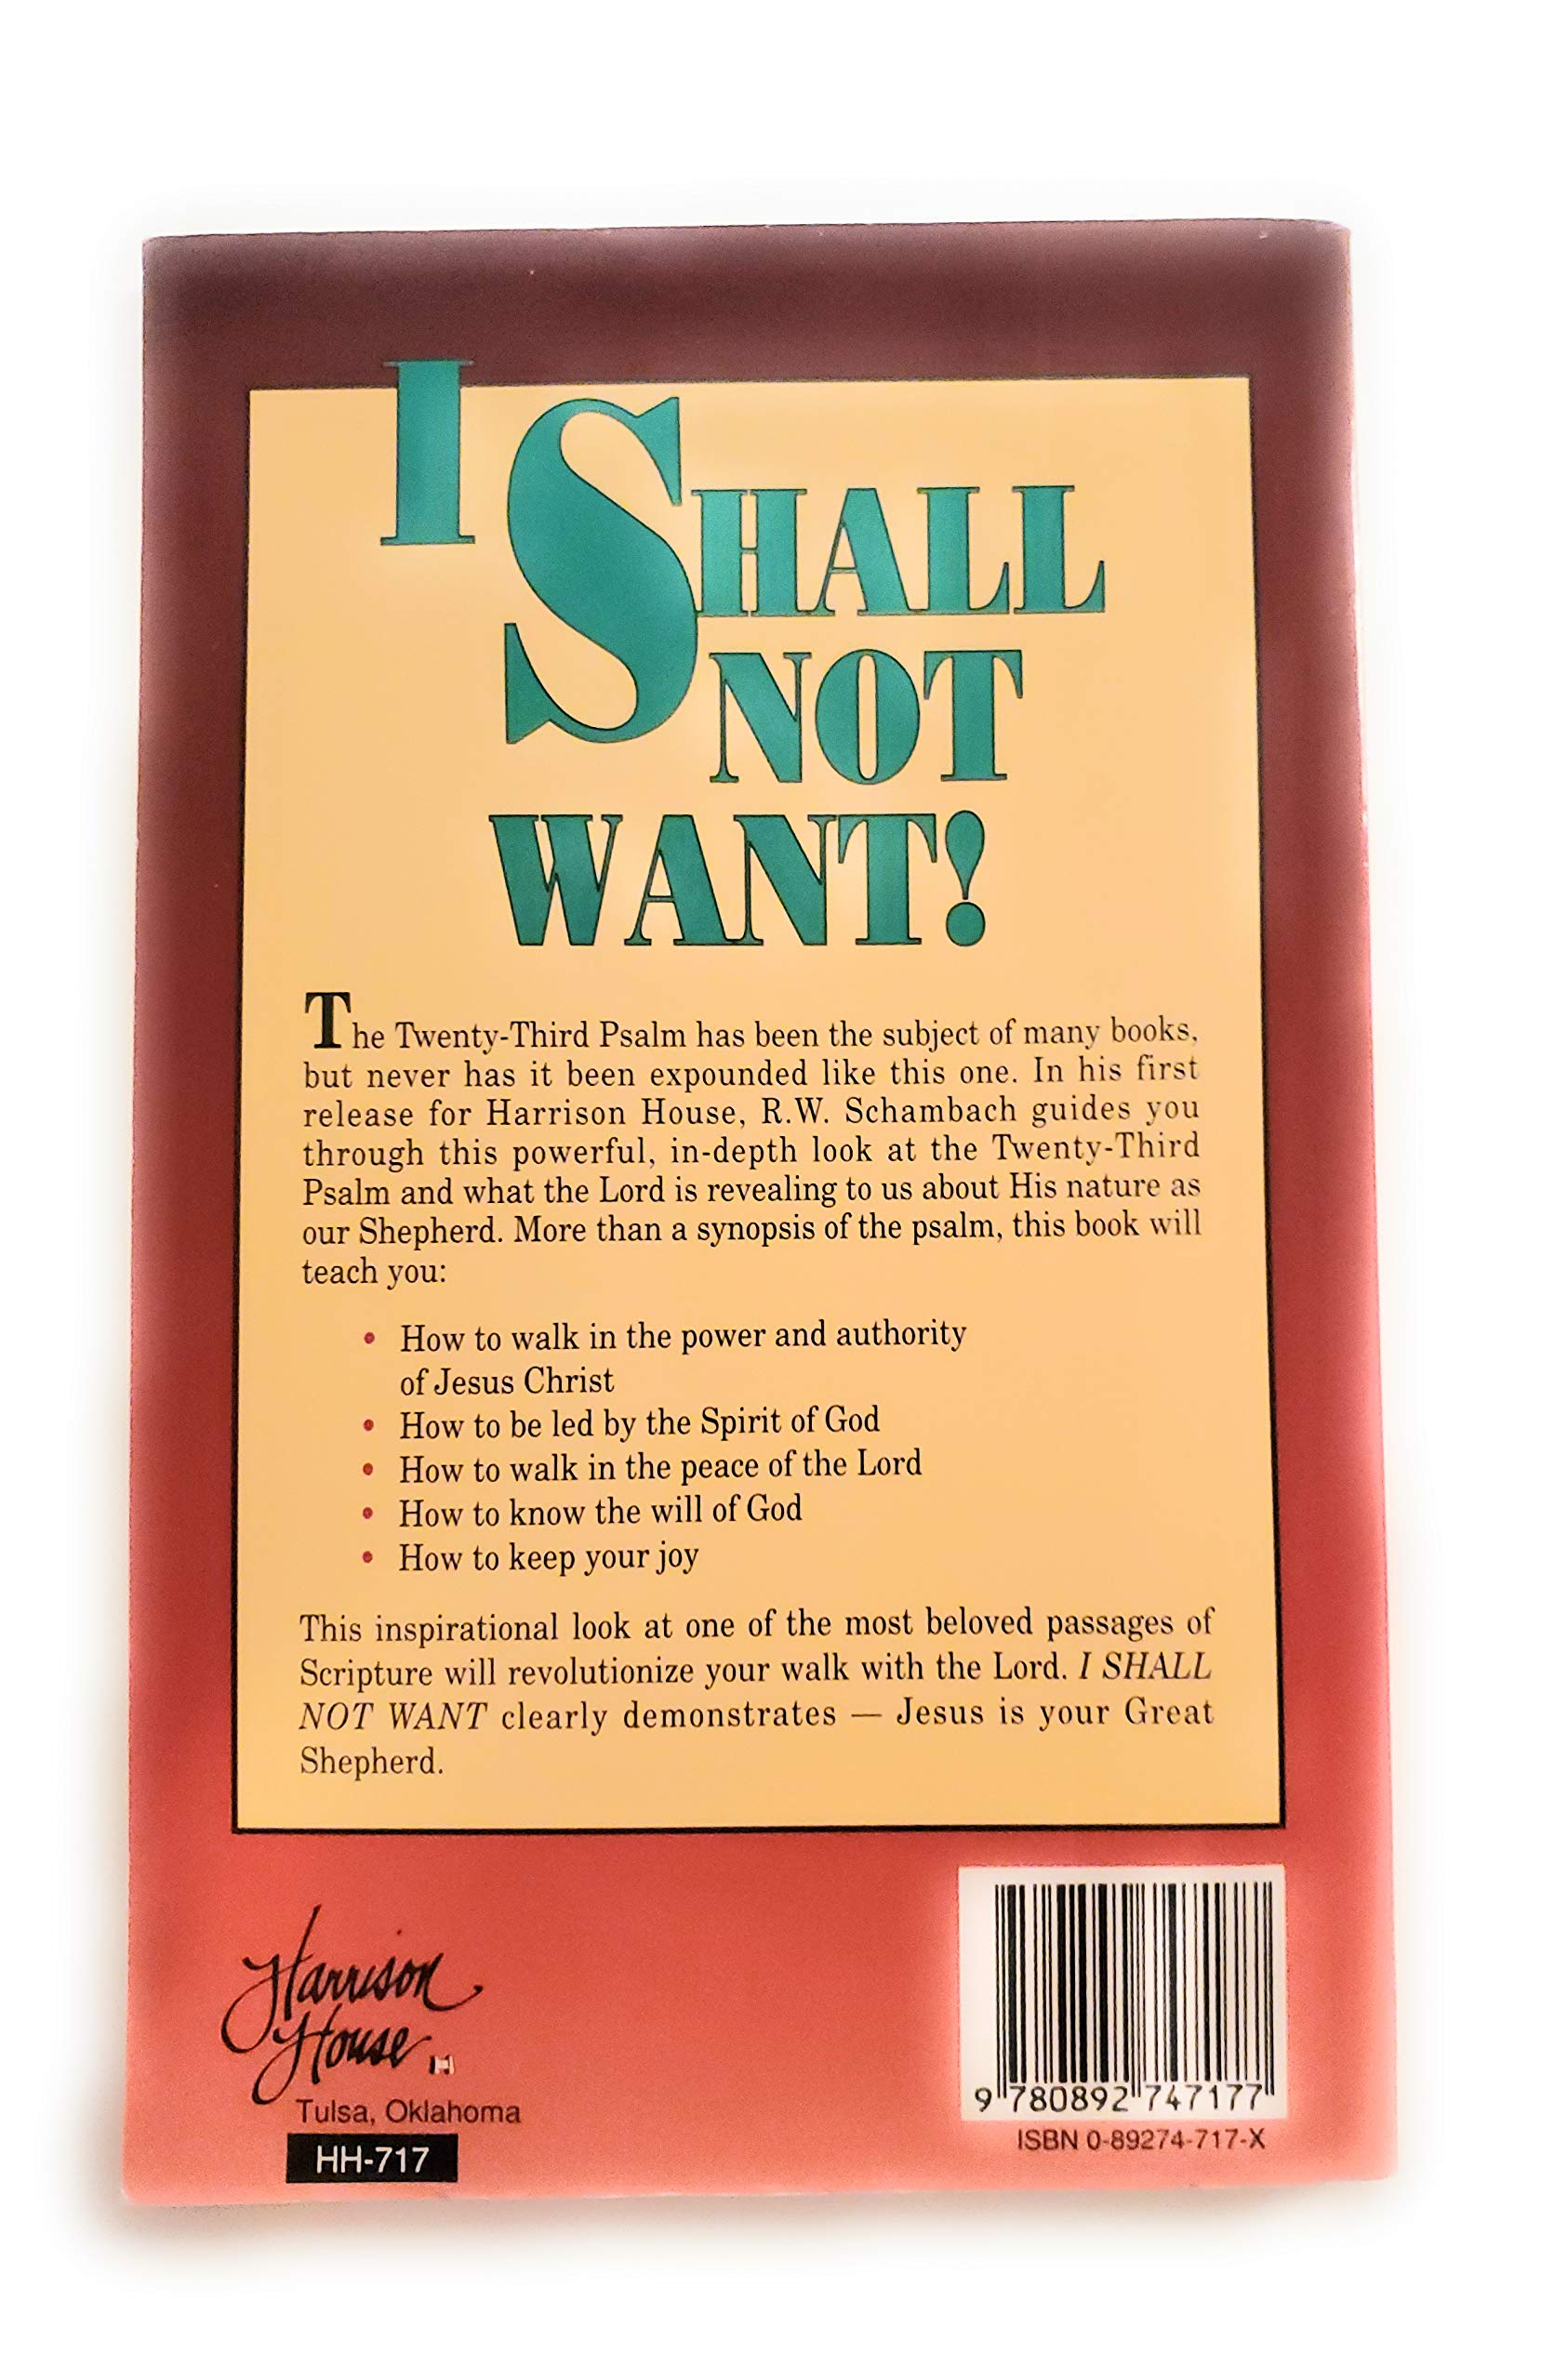 I
SHALL
NOT
WANT!
The Twenty-Third Psalm has been the subject of many books,
but never has it been expounded like this one. In his first
release for Harrison House, R.W. Schambach guides you
through this powerful, in-depth look at the Twenty-Third
Psalm and what the Lord is revealing to us about His nature as
our Shepherd. More than a synopsis of the psalm, this book will
teach you:
• How to walk in the power and authority
of Jesus Christ
• How to be led by the Spirit of God
• How to walk in the peace of the Lord
• How to know the will of God
• How to keep your joy
This inspirational look at one of the most beloved passages of
Scripture will revolutionize your walk with the Lord. I SHALL
NOT WANT clearly demonstrates — Jesus is your Great
Shepherd.
Harrison
House
Tulsa, Oklahoma
HH-717
9 780892 747177
ISBN 0-89274-717-X